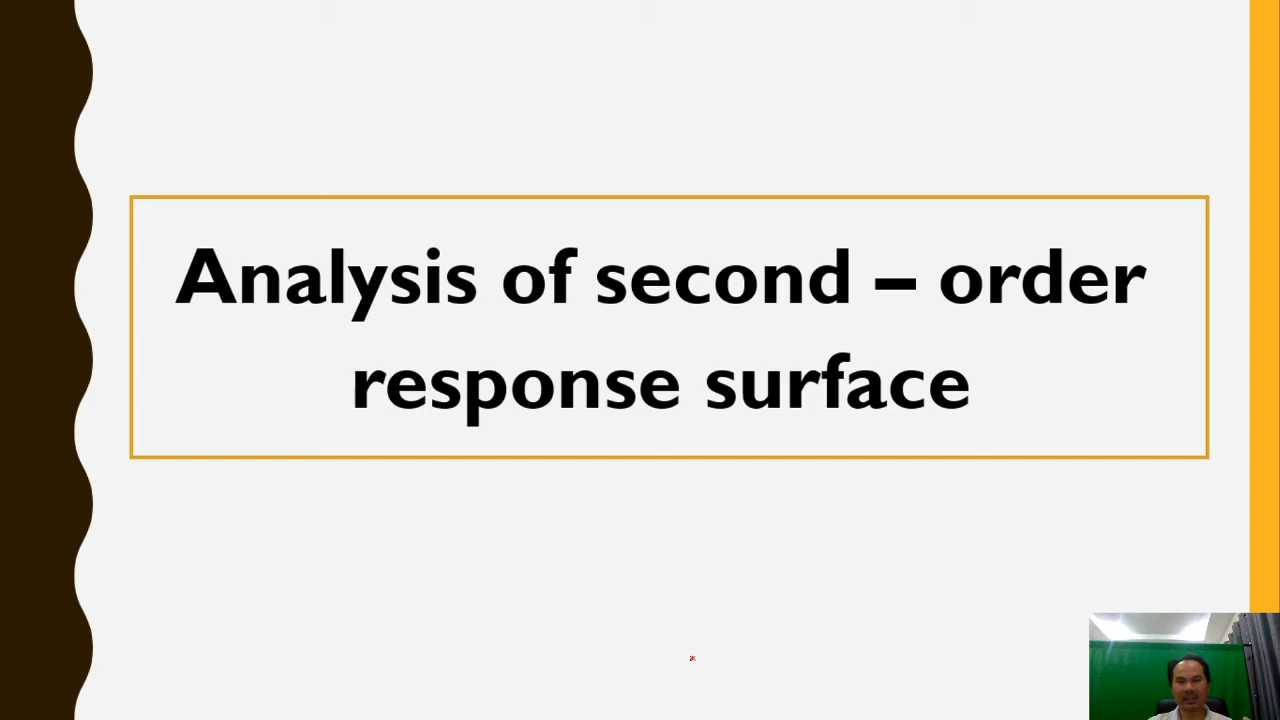 Analysis of second – order
response surface